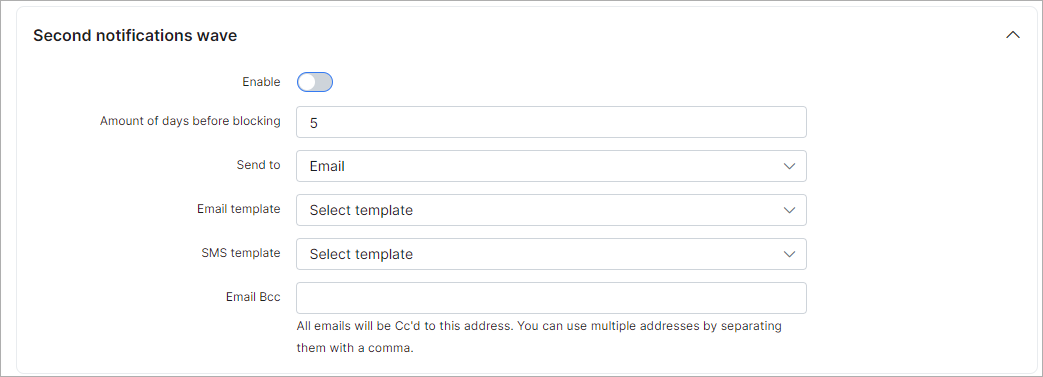 Second notifications wave
Enable
Amount of days before blocking
5
Send to
Email
Email template
Select template
SMS template
Select template
Email Bcc
All emails will be Cc'd to this address. You can use multiple addresses by separating
them with a comma.